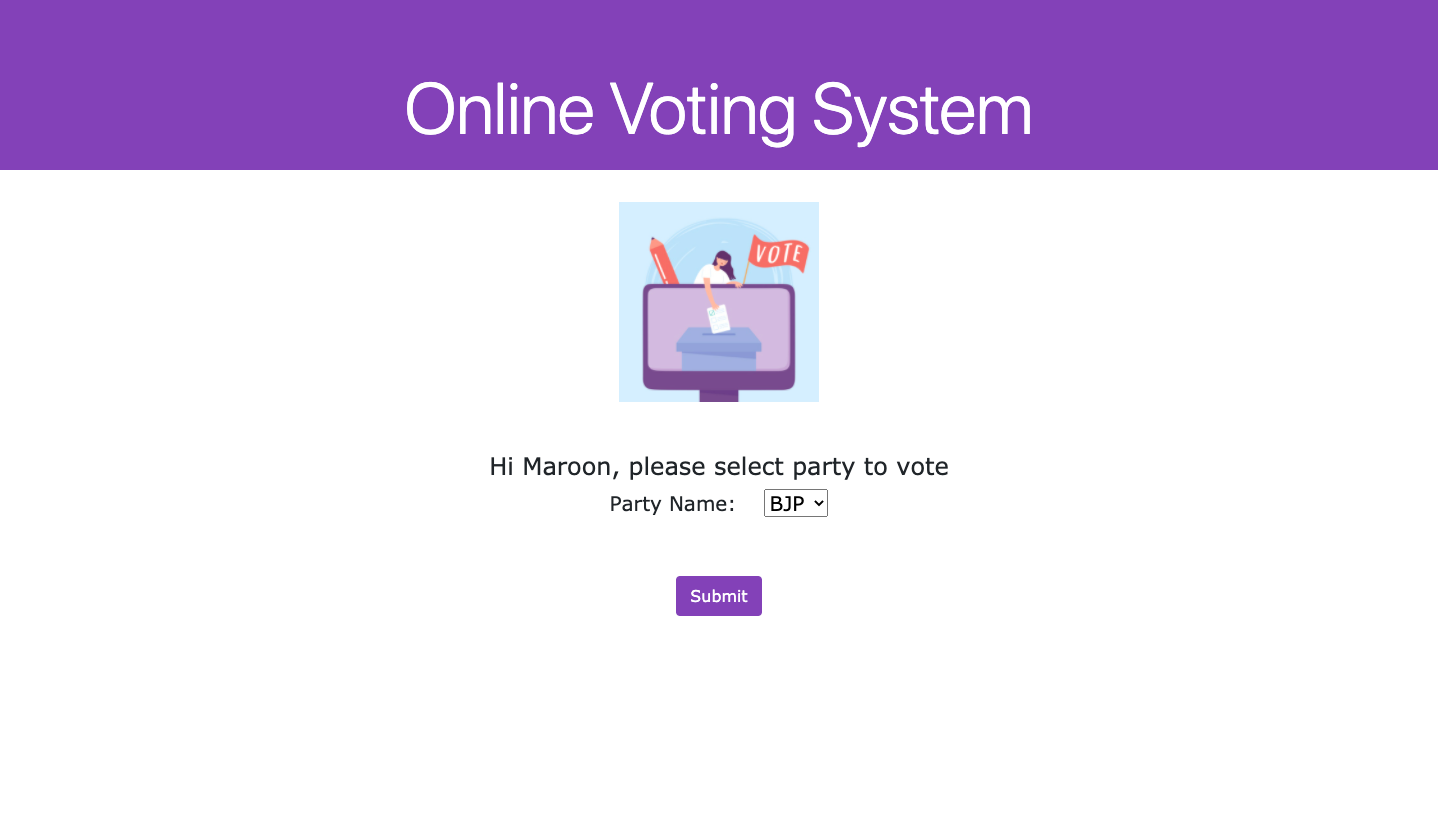 Online Voting System
VOTE
Hi Maroon, please select party to vote
Party Name: BJP
Submit